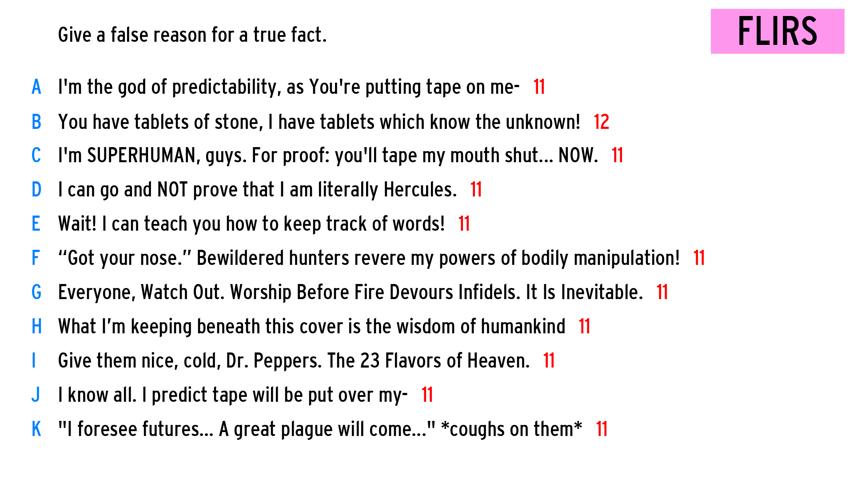 Give a false reason for a true fact.
FLIRS
A I'm the god of predictability, as You're putting tape on me- 11
B You have tablets of stone, I have tablets which know the unknown! 12
C I'm SUPERHUMAN, guys. For proof: you'll tape my mouth shut... NOW. 11
D I can go and NOT prove that I am literally Hercules. 11
E Wait! I can teach you how to keep track of words! 11
F “Got your nose.” Bewildered hunters revere my powers of bodily manipulation! 11
G Everyone, Watch Out. Worship Before Fire Devours Infidels. It Is Inevitable. 11
H What I’m keeping beneath this cover is the wisdom of humankind 11
I Give them nice, cold, Dr. Peppers. The 23 Flavors of Heaven. 11
J I know all. I predict tape will be put over my- 11
K "I foresee futures... A great plague will come..." *coughs on them* 11